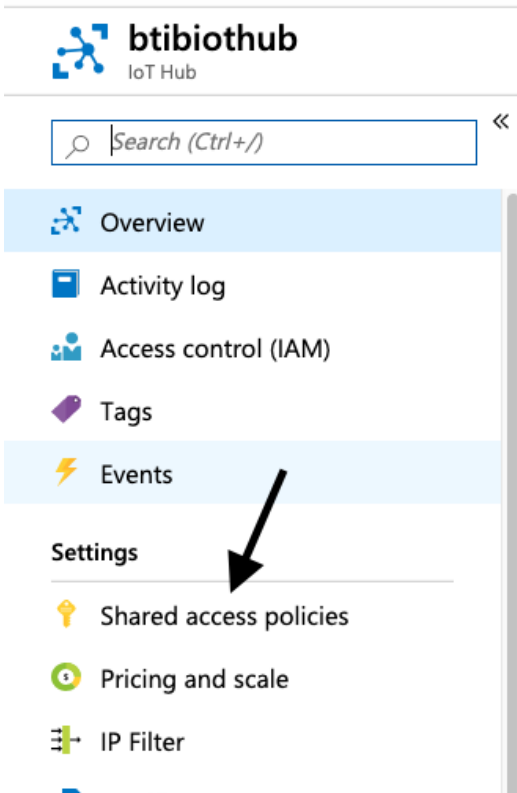 btibiothub
IoT Hub
Search (Ctrl+/)
Overview
Activity log
Access control (IAM)
Tags
Events
Settings
Shared access policies
Pricing and scale
IP Filter